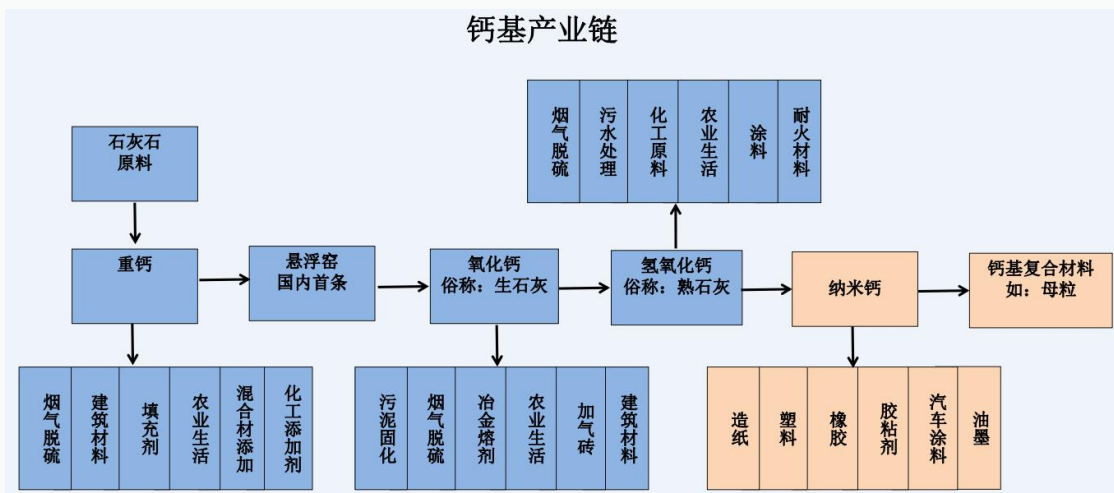 钙基产业链
烟气脱硫
污水处理
化工原料
农业生活
涂料
耐火材料
石灰石
原料
重钙
悬浮窑
国内首条
氧化钙
俗称：生石灰
氢氧化钙
俗称：熟石灰
纳米钙
钙基复合材料
如：母粒
烟气脱硫
建筑材料
填充剂
农业生活
混合材添加
化工添加剂
污泥固化
烟气脱硫
冶金熔剂
农业生活
加气砖
建筑材料
造纸
塑料
橡胶
胶粘剂
汽车涂料
油墨